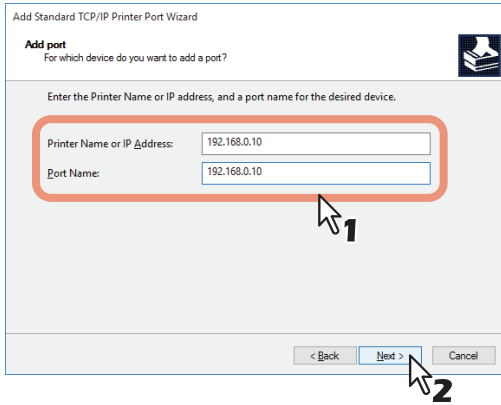 Add Standard TCP/IP Printer Port Wizard
Add port
For which device do you want to add a port?
Enter the Printer Name or IP address, and a port name for the desired device.
Printer Name or IP Address: 192.168.0.10
Port Name: 192.168.0.10
1
< Back Next > Cancel
2